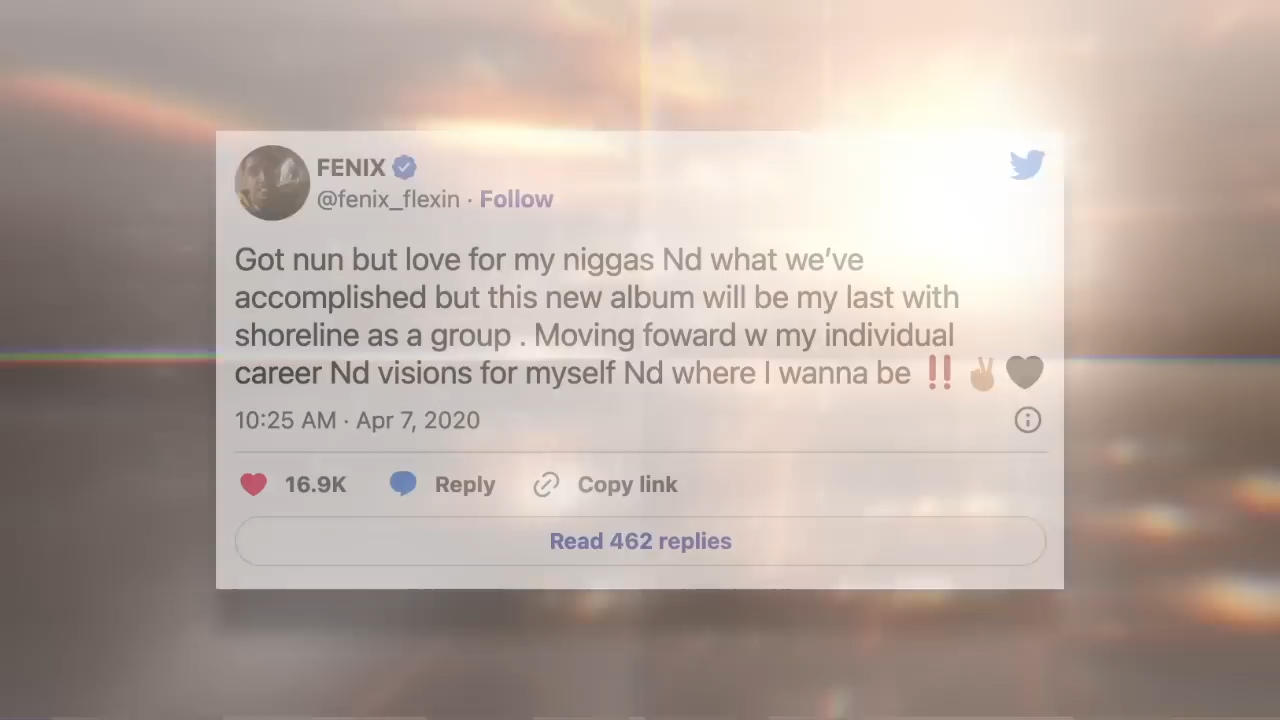 FENIX
@fenix_flexin · Follow
Got nun but love for my niggas Nd what we’ve
accomplished but this new album will be my last with
shoreline as a group . Moving foward w my individual
career Nd visions for myself Nd where I wanna be ‼️ ✌🏽 🖤
10:25 AM · Apr 7, 2020
16.9K Reply Copy link
Read 462 replies